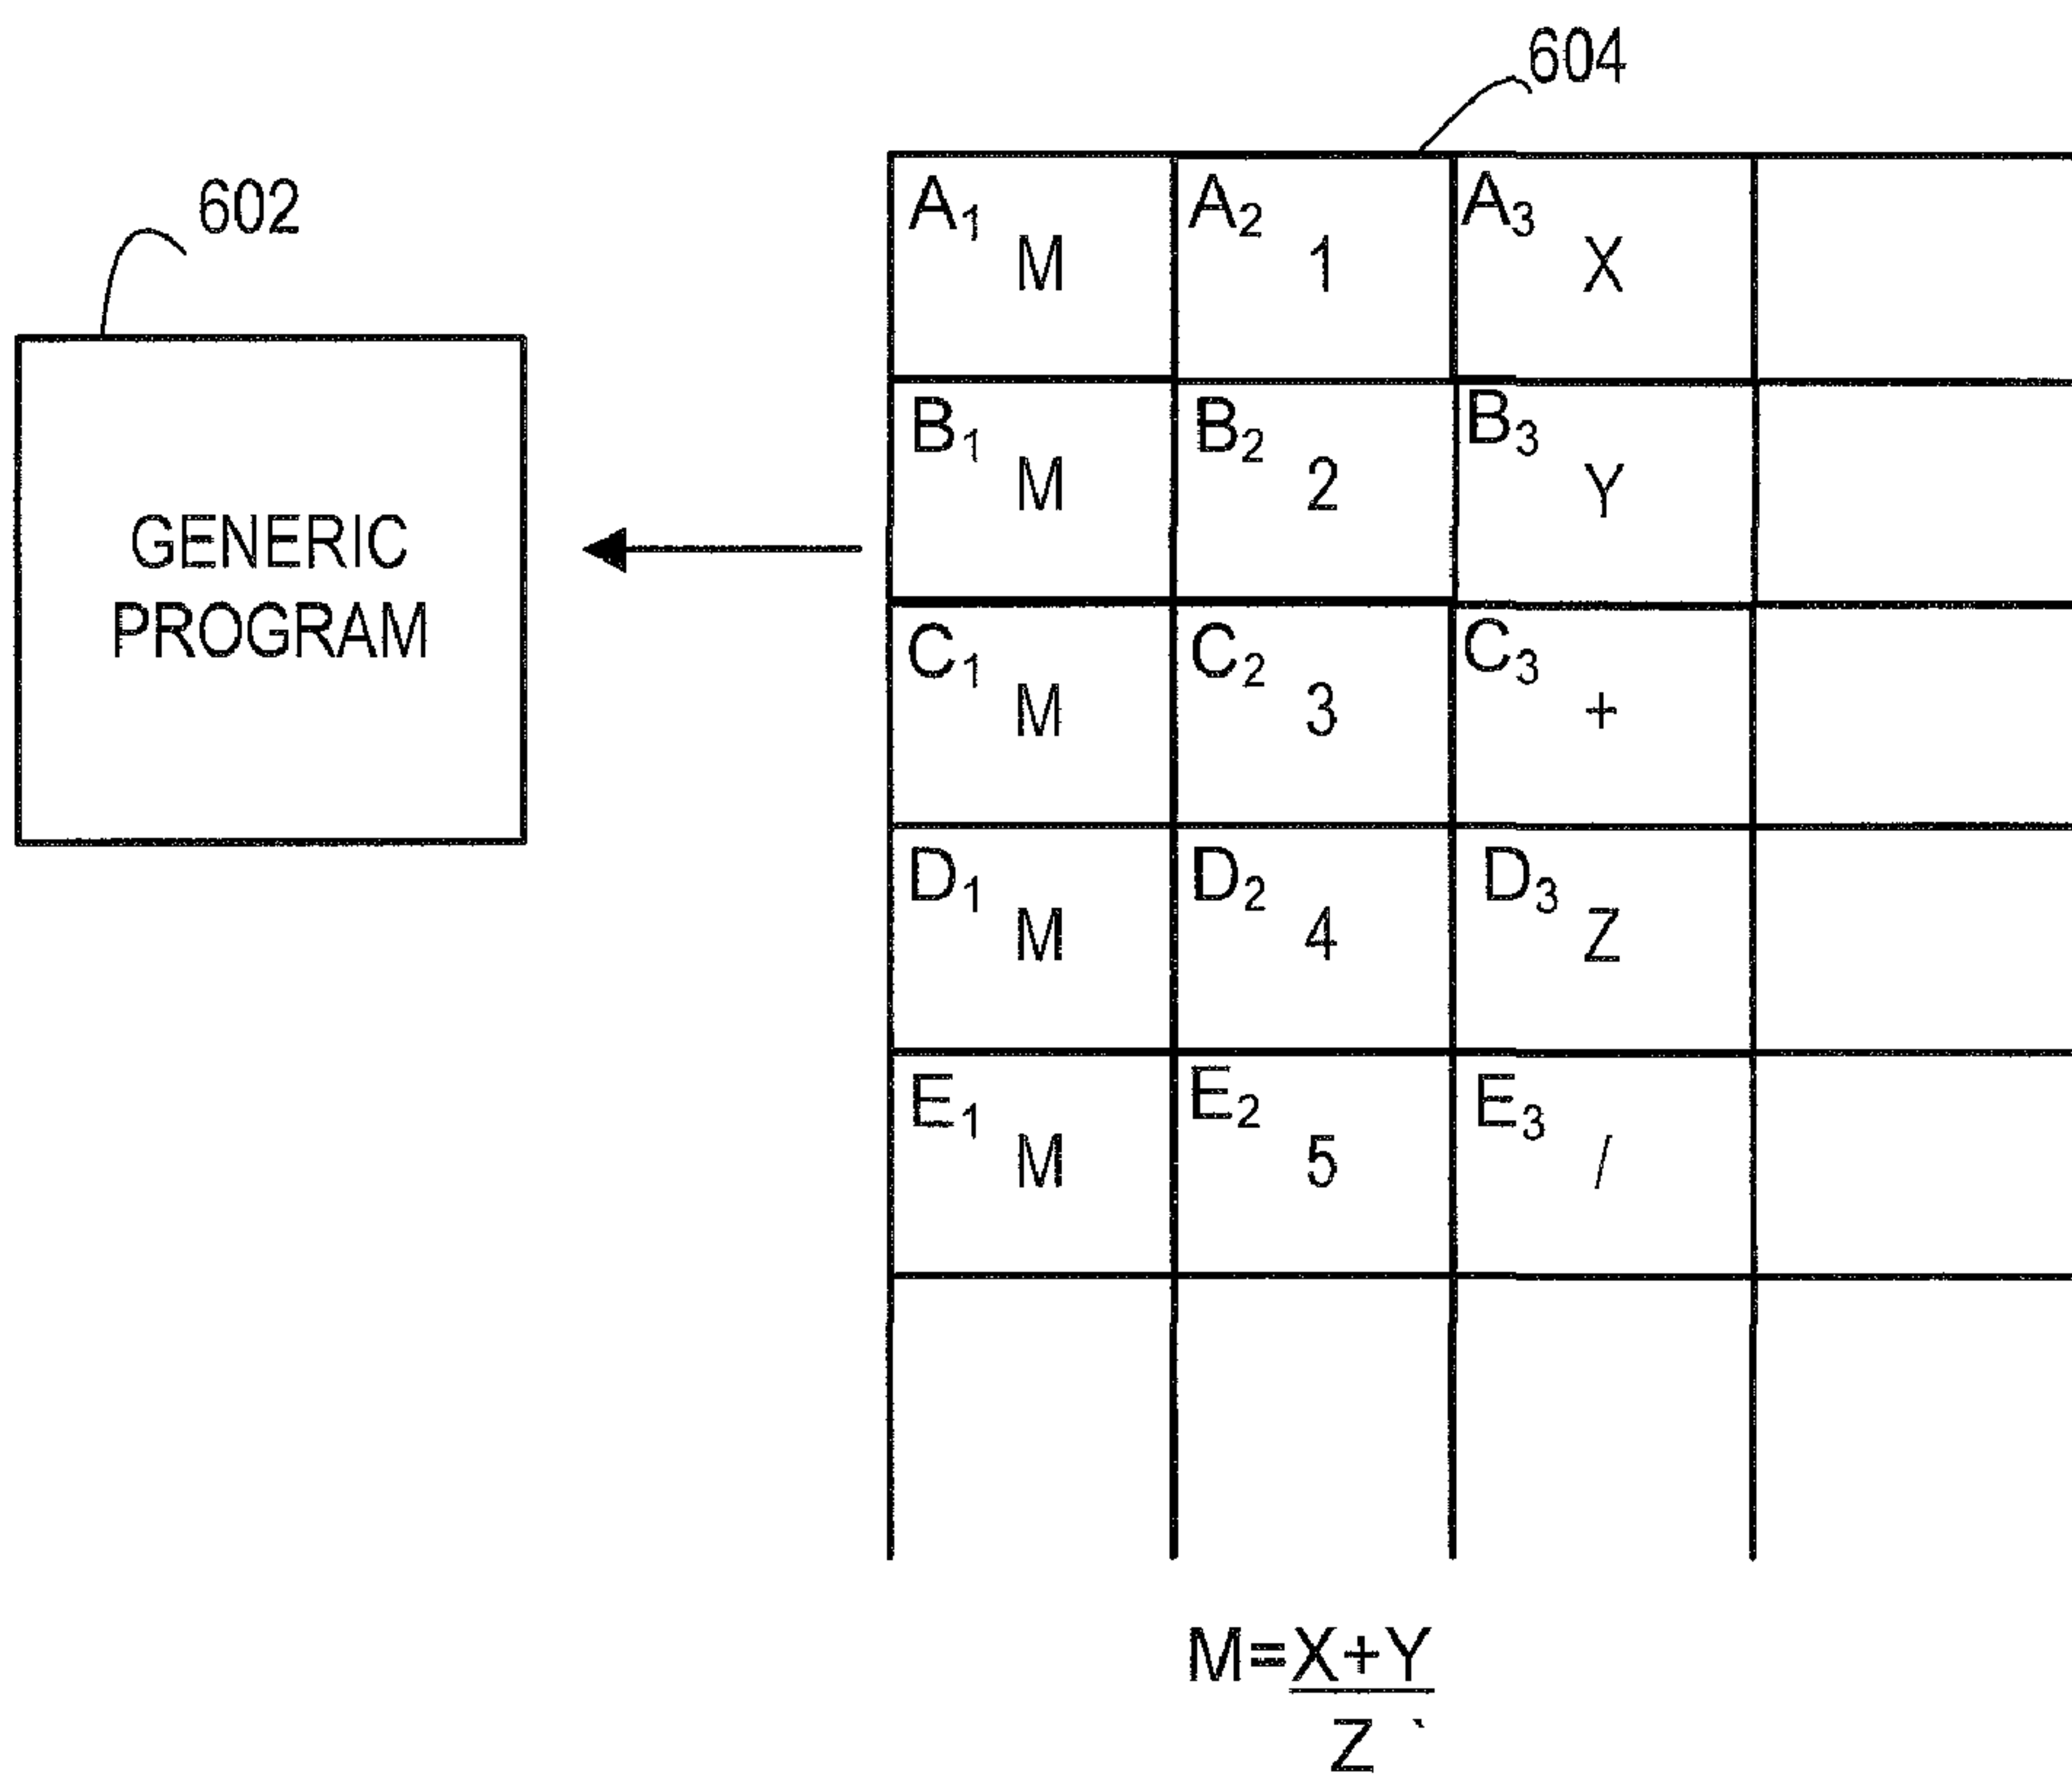 604
602
GENERIC
PROGRAM
A₁ M A₂ 1 A₃ X
B₁ M B₂ 2 B₃ Y
C₁ M C₂ 3 C₃ +
D₁ M D₂ 4 D₃ Z
E₁ M E₂ 5 E₃ /
M=X+Y
Z